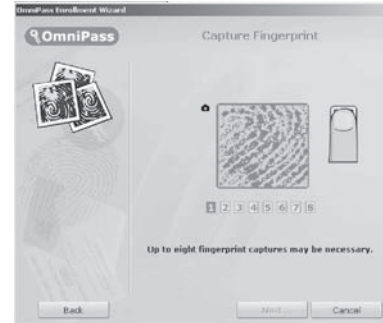 OmniPass Enrollment Wizard
OmniPass
Capture Fingerprint
1 2 3 4 5 6 7 8
Up to eight fingerprint captures may be necessary.
Back Next Cancel